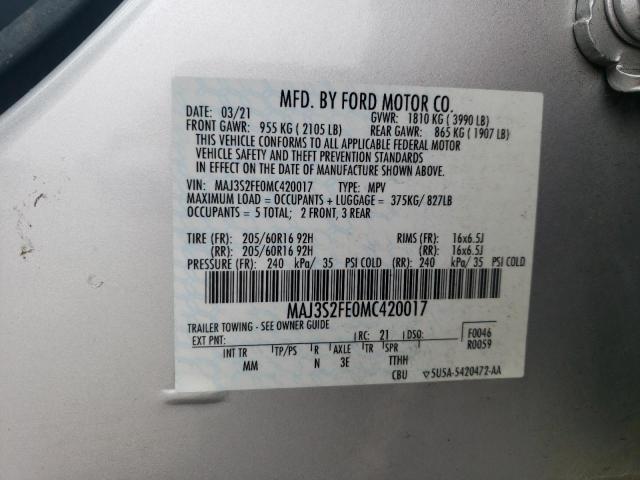 MFD. BY FORD MOTOR CO.
DATE: 03/21 GVWR: 1810 KG ( 3990 LB)
FRONT GAWR: 955 KG ( 2105 LB) REAR GAWR: 865 KG ( 1907 LB)
THIS VEHICLE CONFORMS TO ALL APPLICABLE FEDERAL MOTOR
VEHICLE SAFETY AND THEFT PREVENTION STANDARDS
IN EFFECT ON THE DATE OF MANUFACTURE SHOWN ABOVE.
VIN: MAJ3S2FE0MC420017 TYPE: MPV
MAXIMUM LOAD = OCCUPANTS + LUGGAGE = 375KG/ 827LB
OCCUPANTS = 5 TOTAL; 2 FRONT, 3 REAR
TIRE (FR): 205/60R16 92H RIMS (FR): 16x6.5J
(RR): 205/60R16 92H (RR): 16x6.5J
PRESSURE (FR): 240 kPa/ 35 PSI COLD (RR): 240 kPa/ 35 PSI COLD
MAJ3S2FE0MC420017
TRAILER TOWING - SEE OWNER GUIDE
EXT PNT: RC: 21 DSO: F0046
R0059
INT TR TP/PS R AXLE TR SPR
MM N 3E TTHH
CBU ▽5U5A-5420472-AA